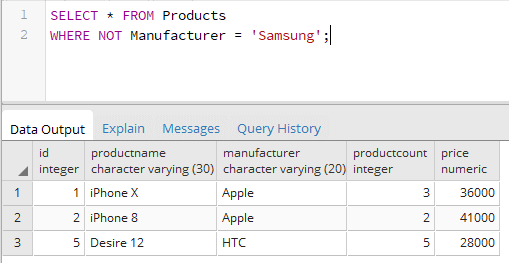 1 SELECT * FROM Products
2 WHERE NOT Manufacturer = 'Samsung';
Data Output Explain Messages Query History
id integer productname character varying (30) manufacturer character varying (20) productcount integer price numeric
1 1 iPhone X Apple 3 36000
2 2 iPhone 8 Apple 2 41000
3 5 Desire 12 HTC 5 28000